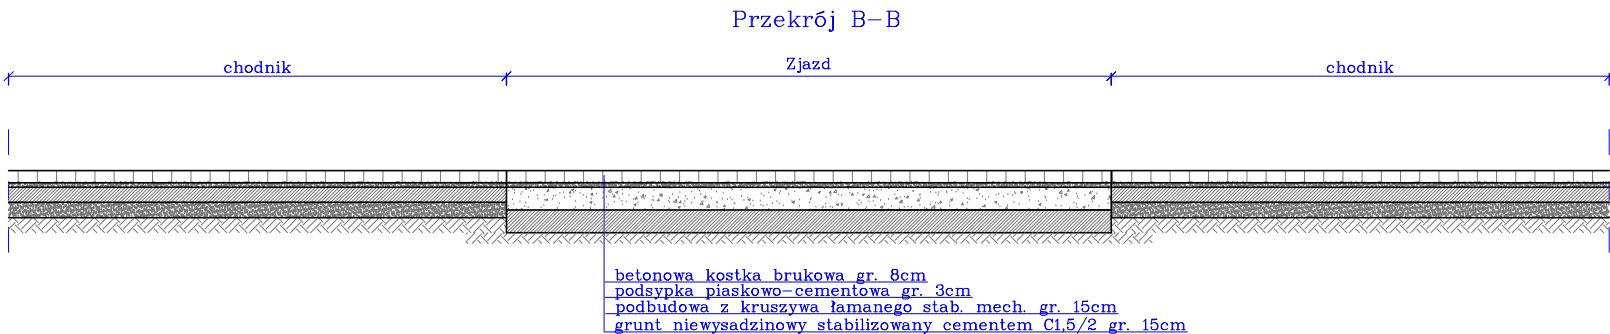 Przekrój B-B
chodnik
Zjazd
chodnik
betonowa kostka brukowa gr. 8cm
podsypka piaskowo-cementowa gr. 3cm
podbudowa z kruszywa łamanego stab. mech. gr. 15cm
grunt niewysadzinowy stabilizowany cementem C1,5/2 gr. 15cm